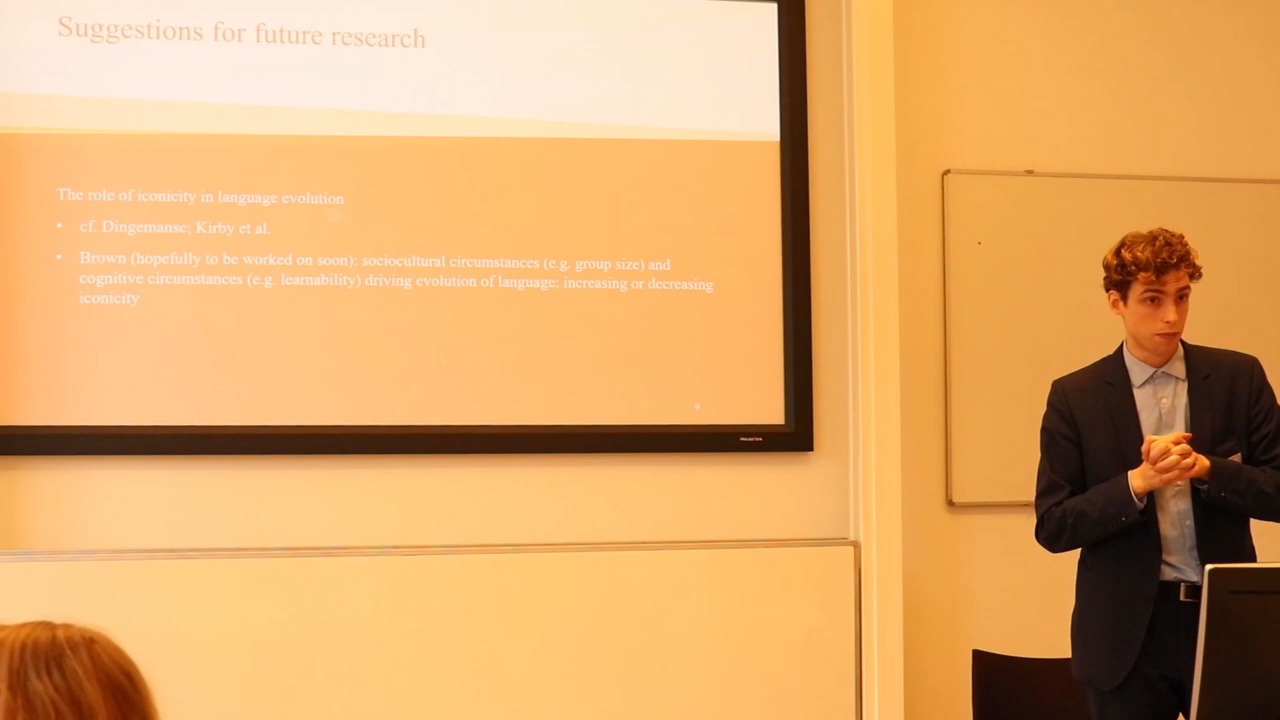 Suggestions for future research
The role of iconicity in language evolution
• cf. Dingemanse; Kirby et al.
• Brown (hopefully to be worked on soon): sociocultural circumstances (e.g. group size) and
cognitive circumstances (e.g. learnability) driving evolution of language; increasing or decreasing
iconicity